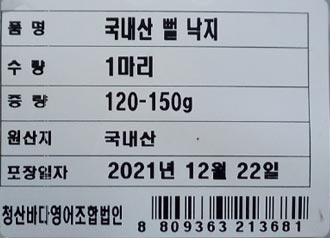 품 명 국내산 뻘 낙지
수 량 1마리
중 량 120-150g
원산지 국내산
포장일자 2021년 12월 22일
청산바다영어조합법인 8 809363 213681